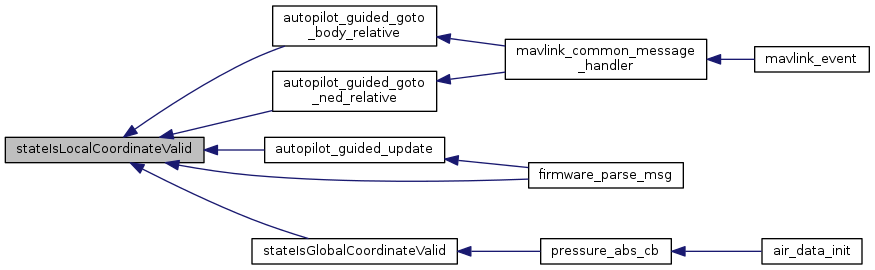 autopilot_guided_goto
_body_relative
mavlink_common_message
_handler
mavlink_event
autopilot_guided_goto
_ned_relative
stateIsLocalCoordinateValid
autopilot_guided_update
firmware_parse_msg
stateIsGlobalCoordinateValid
pressure_abs_cb
air_data_init